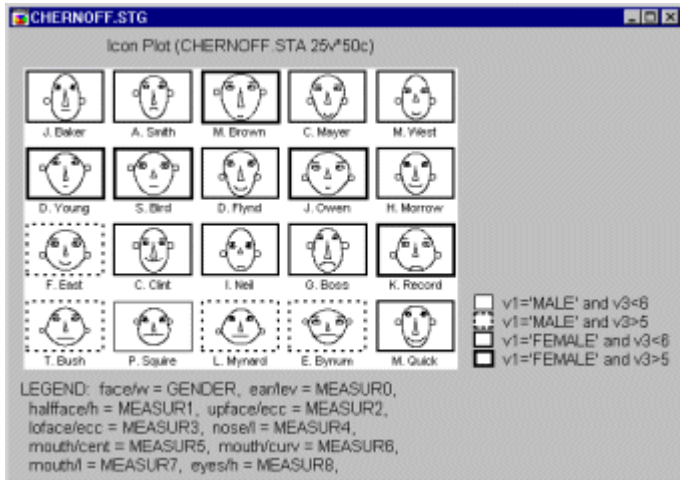 CHERNOFF.STG
Icon Plot (CHERNOFF.STA 25v*50c)
J. Baker A. Smith M. Brown C. Mayer M. West
D. Young S. Bird D. Flynd J. Owen H. Morrow
F. East C. Clint I. Neil G. Boss K. Record
T. Bush P. Squire L. Mynard E. Bynum M. Quick
v1='MALE' and v3<6
v1='MALE' and v3>5
v1='FEMALE' and v3<6
v1='FEMALE' and v3>5
LEGEND: face/w = GENDER, ear/lev = MEASUR0,
halfface/h = MEASUR1, upface/ecc = MEASUR2,
loface/ecc = MEASUR3, nose/l = MEASUR4,
mouth/cent = MEASUR5, mouth/curv = MEASUR6,
mouth/l = MEASUR7, eyes/h = MEASUR8,